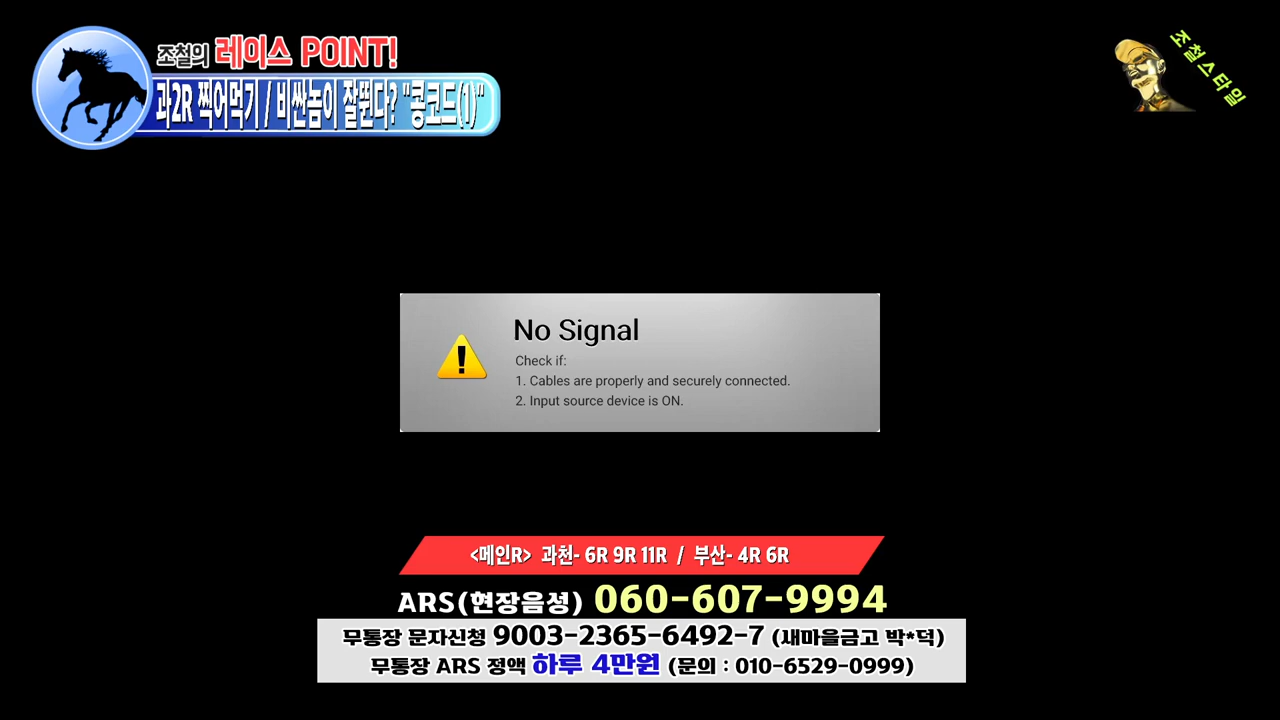 조철의 레이스 POINT!
과2R 찍어먹기 / 비싼놈이 잘뛴다? "콩코드(1)"
조철스타일
No Signal
Check if:
1. Cables are properly and securely connected.
2. Input source device is ON.
<메인R> 과천- 6R 9R 11R / 부산- 4R 6R
ARS(현장음성) 060-607-9994
무통장 문자신청 9003-2365-6492-7 (새마을금고 박*덕)
무통장 ARS 정액 하루 4만원 (문의 : 010-6529-0999)